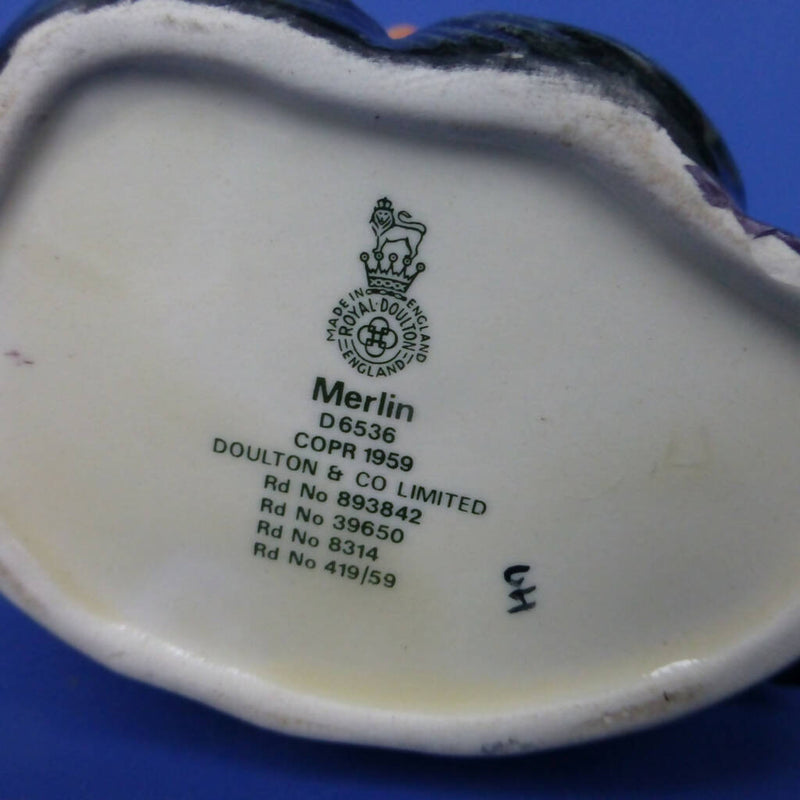 MADE IN ENGLAND
ROYAL·DOULTON
ENGLAND
Merlin
D6536
COPR 1959
DOULTON & CO LIMITED
Rd No 893842
Rd No 39650
Rd No 8314
Rd No 419/59